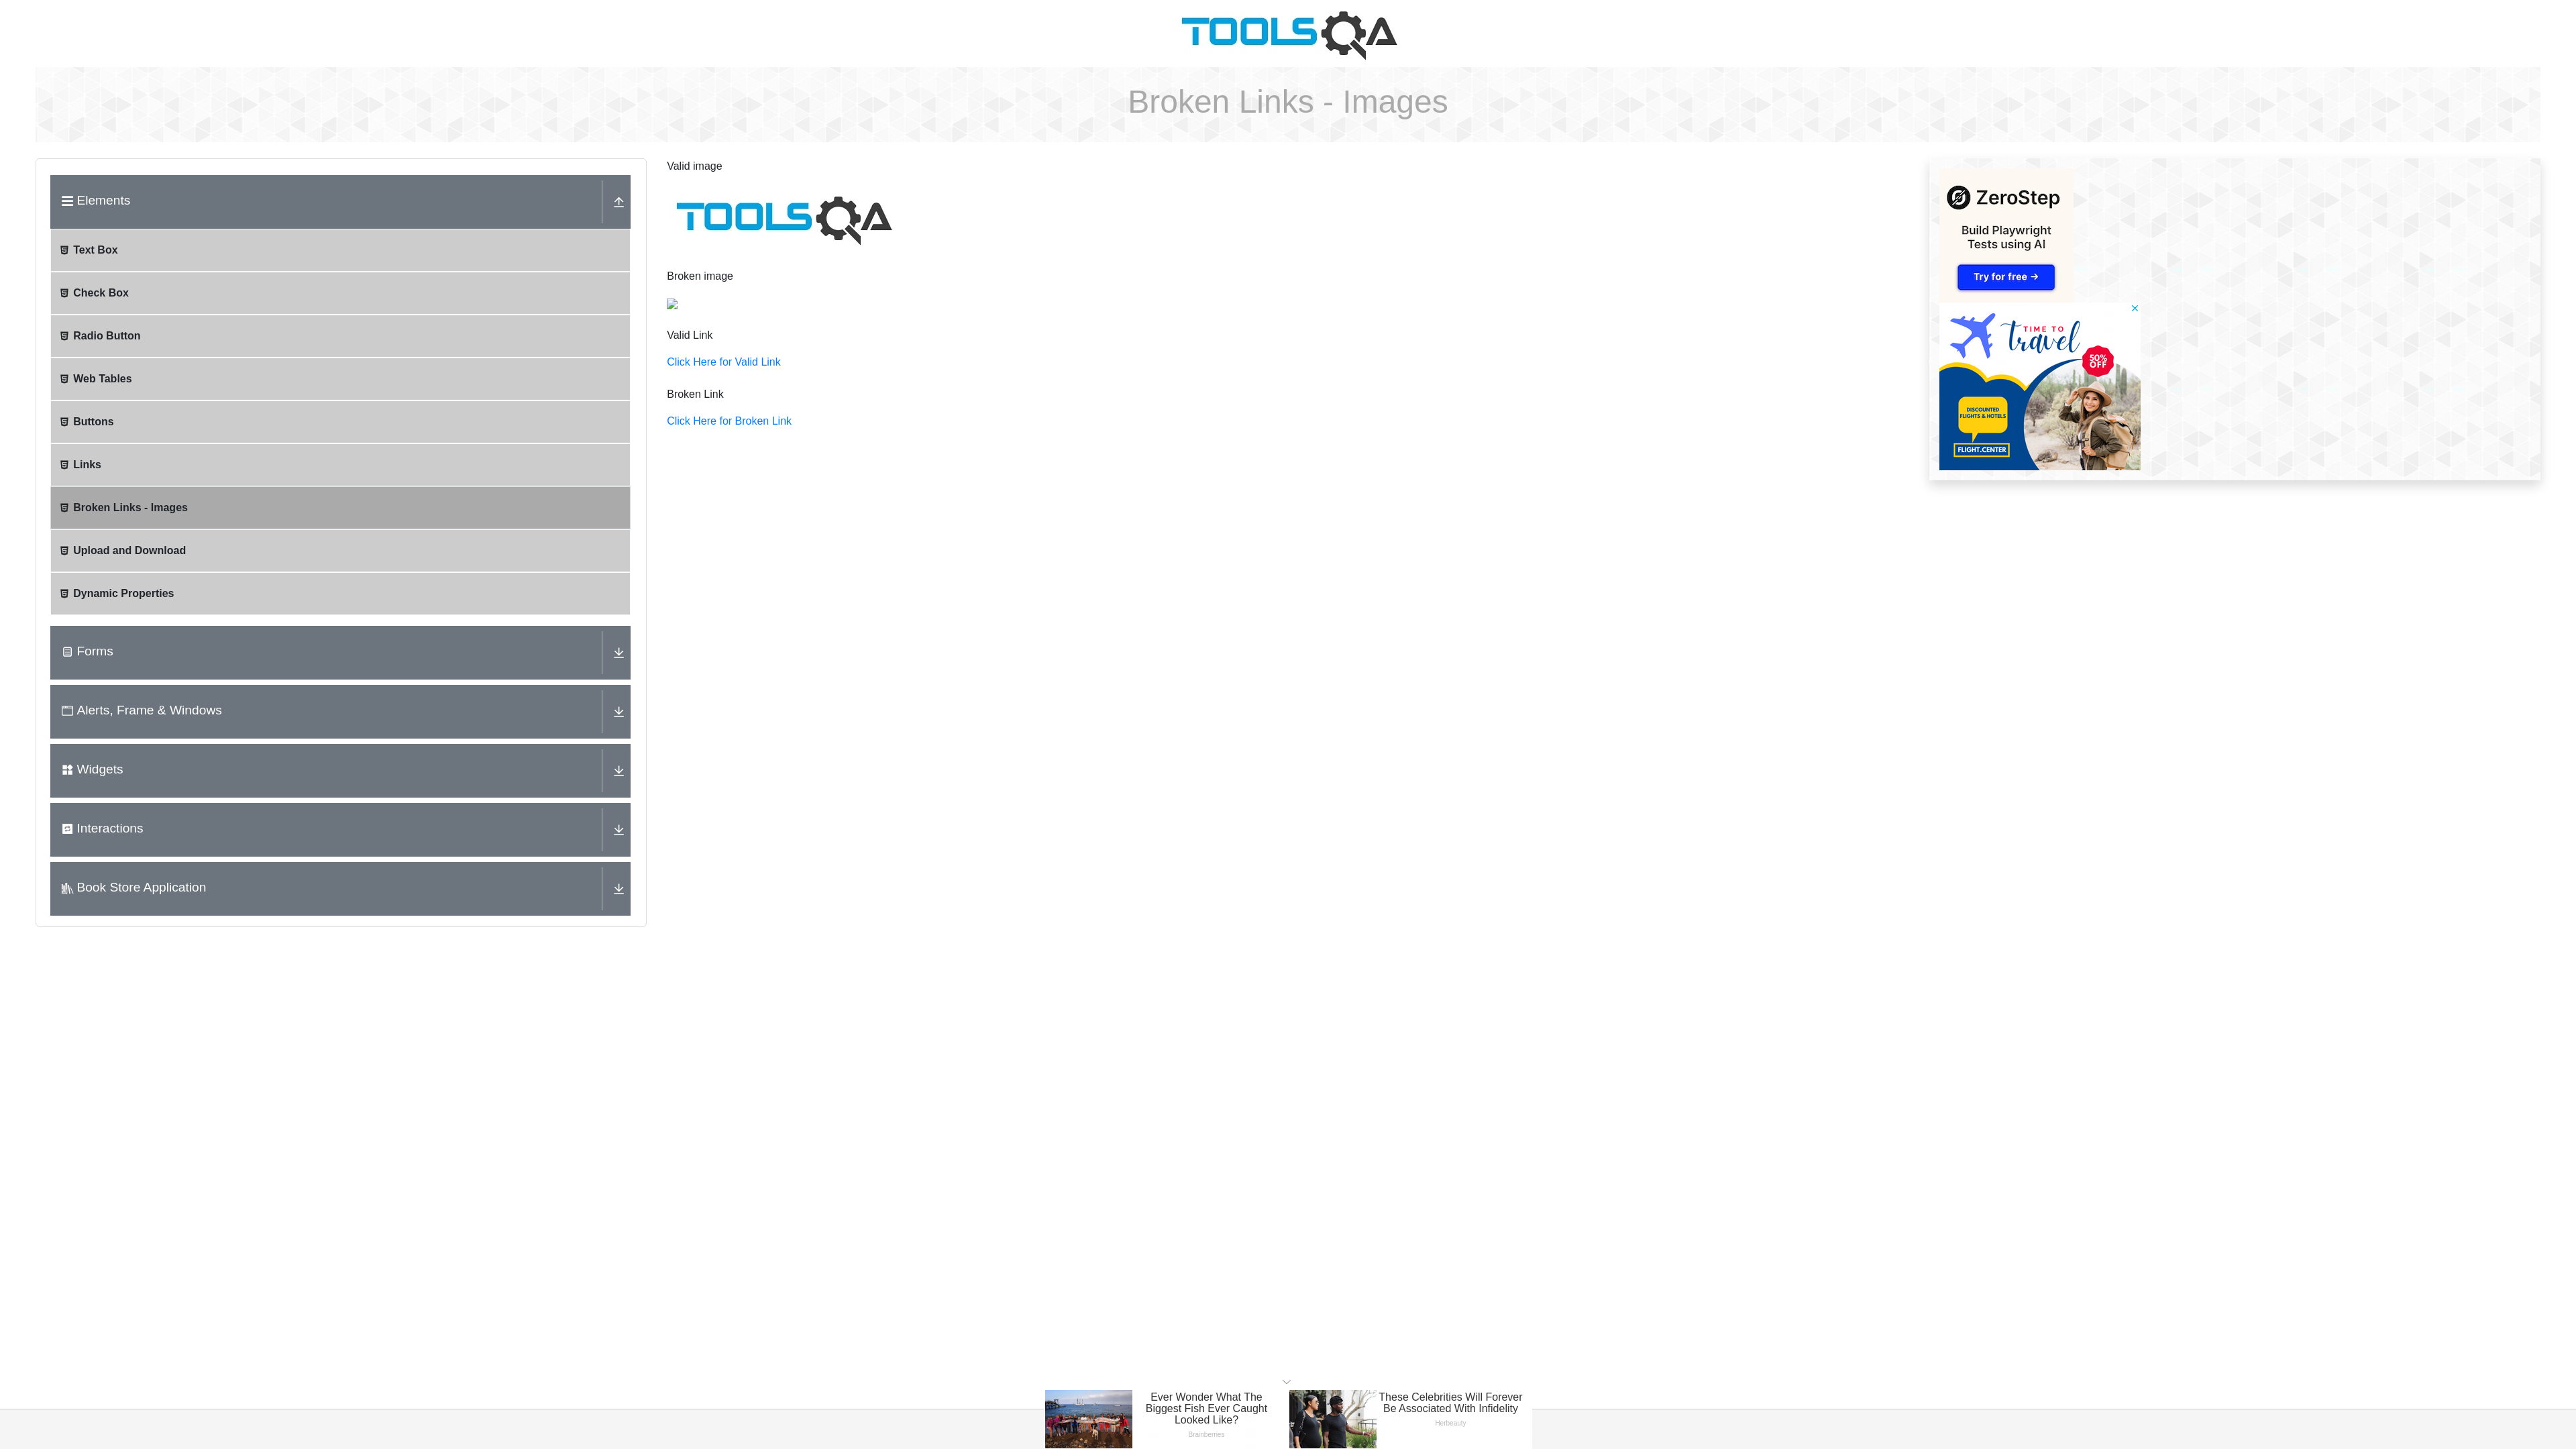 TOOLSQA
Broken Links - Images
Elements
Text Box
Check Box
Radio Button
Web Tables
Buttons
Links
Broken Links - Images
Upload and Download
Dynamic Properties
Forms
Alerts, Frame & Windows
Widgets
Interactions
Book Store Application
Valid image
TOOLSQA
Broken image
Valid Link
Click Here for Valid Link
Broken Link
Click Here for Broken Link
ZeroStep
Build Playwright
Tests using AI
Try for free →
TIME TO
travel
50%
OFF
DISCOUNTED
FLIGHTS & HOTELS
FLIGHT.CENTER
Ever Wonder What The
Biggest Fish Ever Caught
Looked Like?
Brainberries
These Celebrities Will Forever
Be Associated With Infidelity
Herbeauty